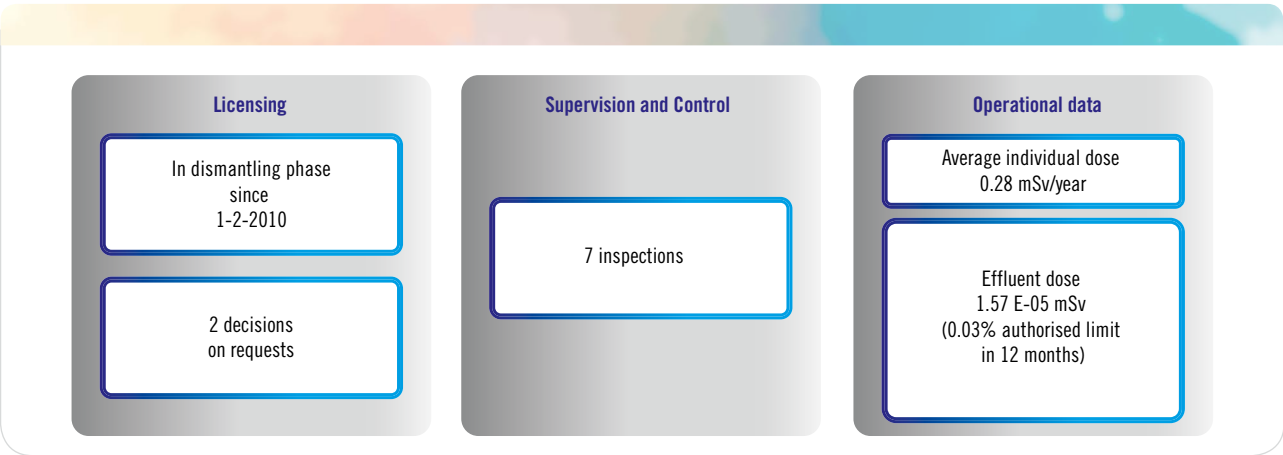 Licensing
In dismantling phase
since
1-2-2010
2 decisions
on requests
Supervision and Control
7 inspections
Operational data
Average individual dose
0.28 mSv/year
Effluent dose
1.57 E-05 mSv
(0.03% authorised limit
in 12 months)